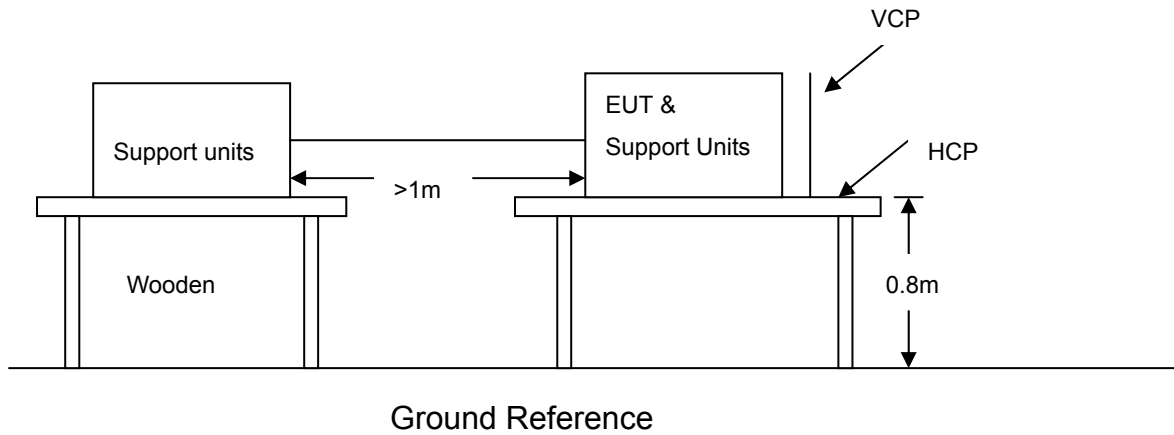 VCP
EUT &
Support Units
Support units
HCP
>1m
Wooden
0.8m
Ground Reference